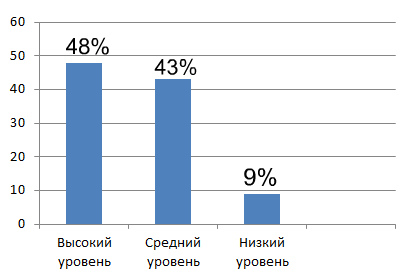 60
50
40
30
20
10
0
48%
43%
9%
Высокий
уровень
Средний
уровень
Низкий
уровень